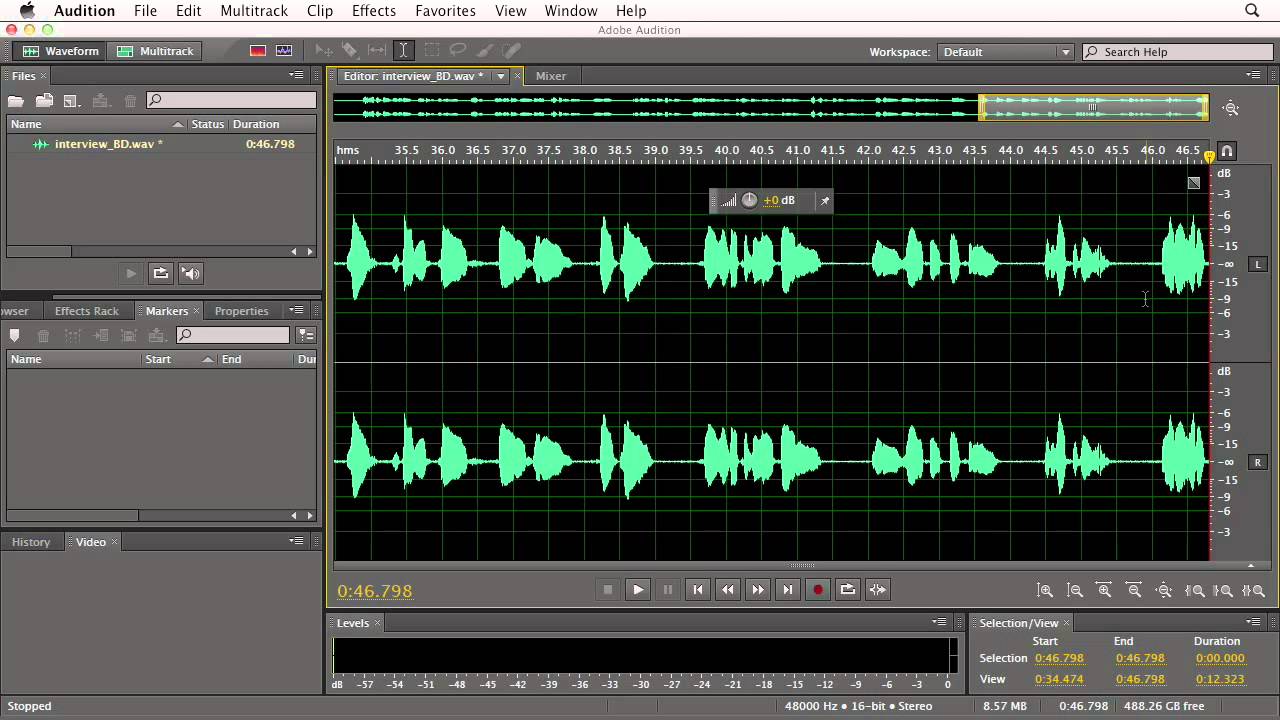 Audition File Edit Multitrack Clip Effects Favorites View Window Help
Adobe Audition
Waveform Multitrack Workspace: Default Search Help
Files Editor: interview_BD.wav * Mixer
Name Status Duration
interview_BD.wav * 0:46.798
hms 35.5 36.0 36.5 37.0 37.5 38.0 38.5 39.0 39.5 40.0 40.5 41.0 41.5 42.0 42.5 43.0 43.5 44.0 44.5 45.0 45.5 46.0 46.5
dB
-3
+0 dB
-6
-9
-15
-∞ L
-15
-9
-6
-3
owser Effects Rack Markers Properties
Name Start End Dur
dB
-3
-6
-9
-15
-∞ R
-15
-9
-6
-3
History Video
0:46.798
Levels Selection/View
Start End Duration
Selection 0:46.798 0:46.798 0:00.000
View 0:34.474 0:46.798 0:12.323
dB -57 -54 -51 -48 -45 -42 -39 -36 -33 -30 -27 -24 -21 -18 -15 -12 -9 -6 -3 0
Stopped 48000 Hz • 16-bit • Stereo 8.57 MB 0:46.798 488.26 GB free